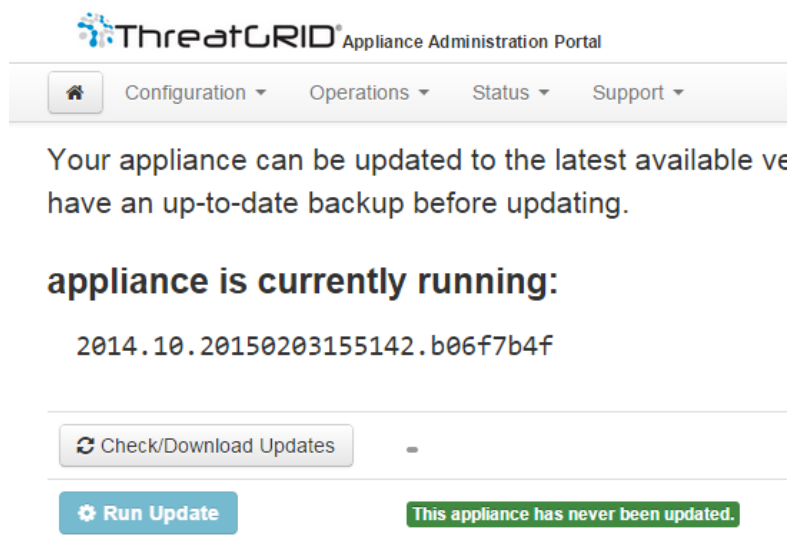 ThreatGRID® Appliance Administration Portal
Configuration Operations Status Support
Your appliance can be updated to the latest available
have an up-to-date backup before updating.
appliance is currently running:
2014.10.20150203155142.b06f7b4f
Check/Download Updates -
Run Update This appliance has never been updated.